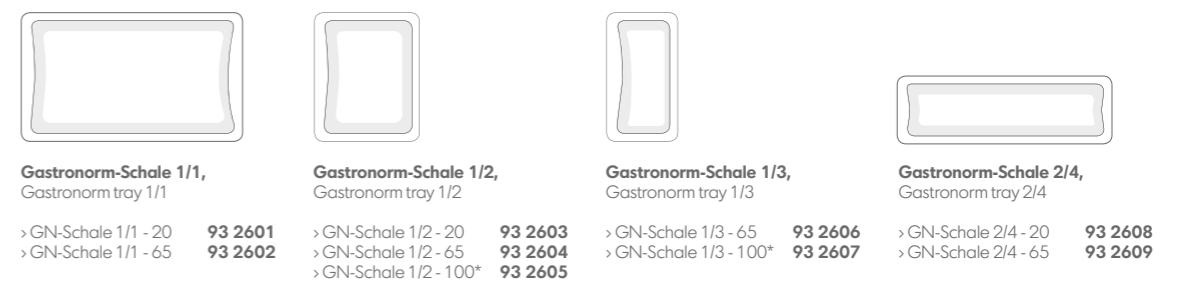 Gastronorm-Schale 1/1,
Gastronorm tray 1/1
› GN-Schale 1/1 - 20 93 2601
› GN-Schale 1/1 - 65 93 2602
Gastronorm-Schale 1/2,
Gastronorm tray 1/2
› GN-Schale 1/2 - 20 93 2603
› GN-Schale 1/2 - 65 93 2604
› GN-Schale 1/2 - 100* 93 2605
Gastronorm-Schale 1/3,
Gastronorm tray 1/3
› GN-Schale 1/3 - 65 93 2606
› GN-Schale 1/3 - 100* 93 2607
Gastronorm-Schale 2/4,
Gastronorm tray 2/4
› GN-Schale 2/4 - 20 93 2608
› GN-Schale 2/4 - 65 93 2609